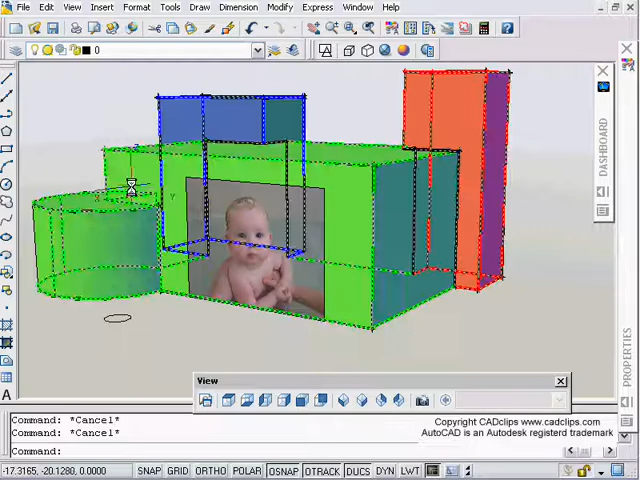 File Edit View Insert Format Tools Draw Dimension Modify Express Window Help
0
DASHBOARD
PROPERTIES
Z
X
Y
View
Command: *Cancel*
Command: *Cancel*
Command:
Copyright CADclips www.cadclips.com
AutoCAD is an Autodesk registerd trademark
-17.3165, -20.1280, 0.0000 SNAP GRID ORTHO POLAR OSNAP OTRACK DUCS DYN LWT